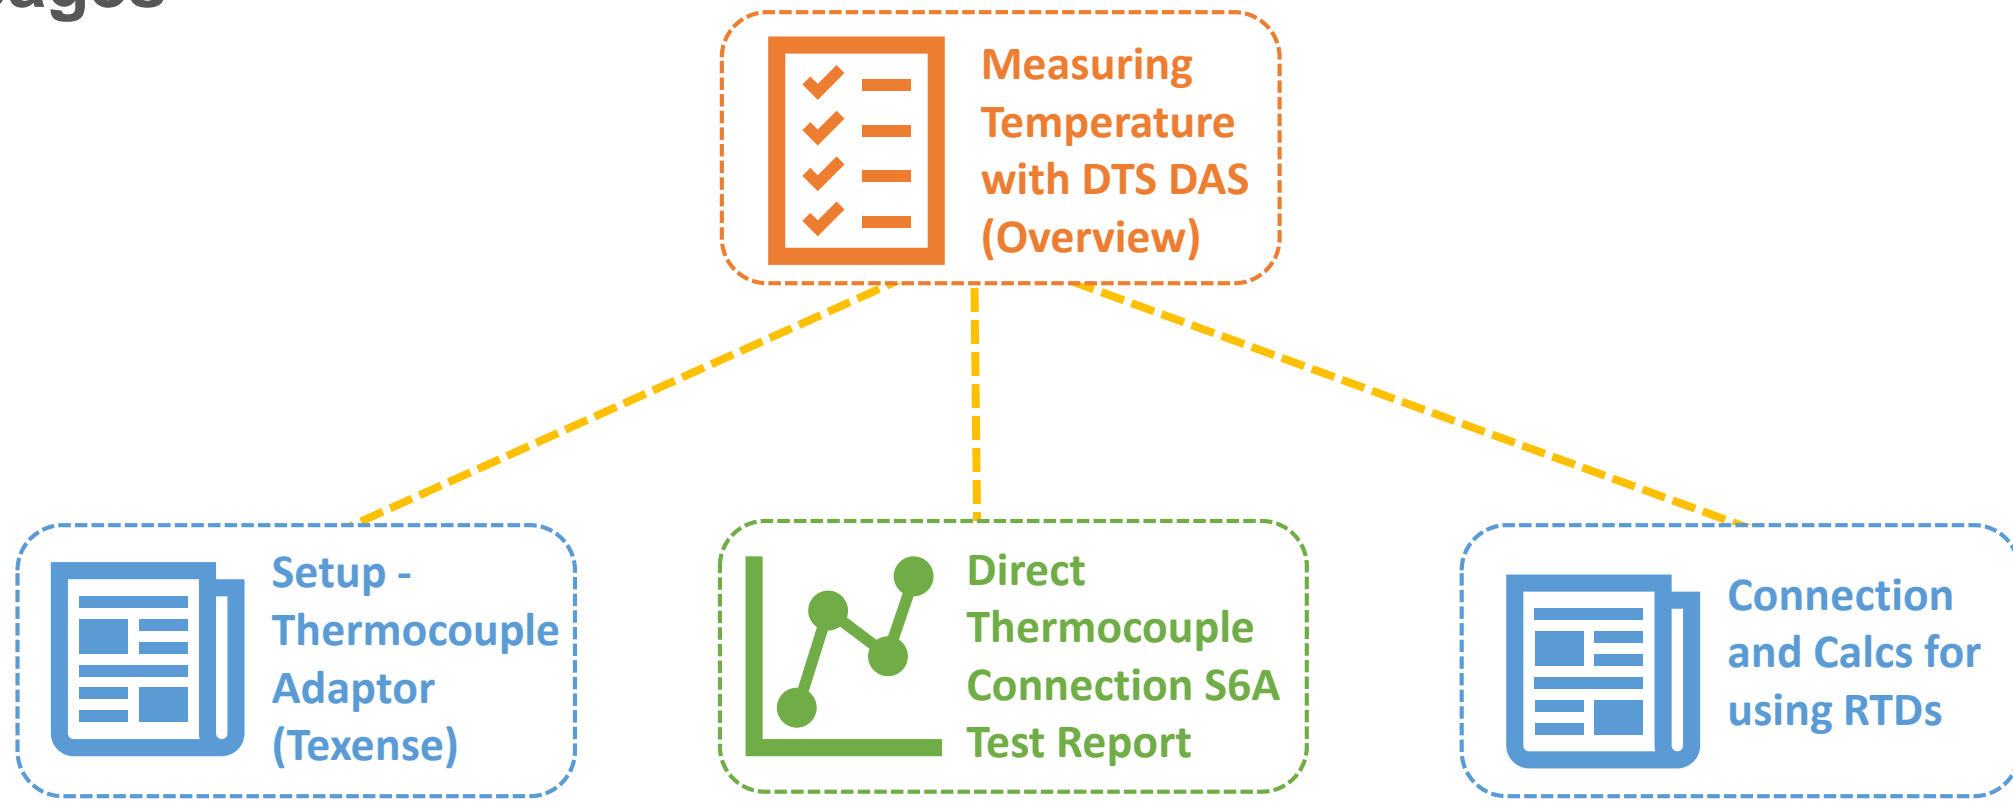 Measuring
Temperature
with DTS DAS
(Overview)
Setup -
Thermocouple
Adaptor
(Texense)
Direct
Thermocouple
Connection S6A
Test Report
Connection
and Calcs for
using RTDs